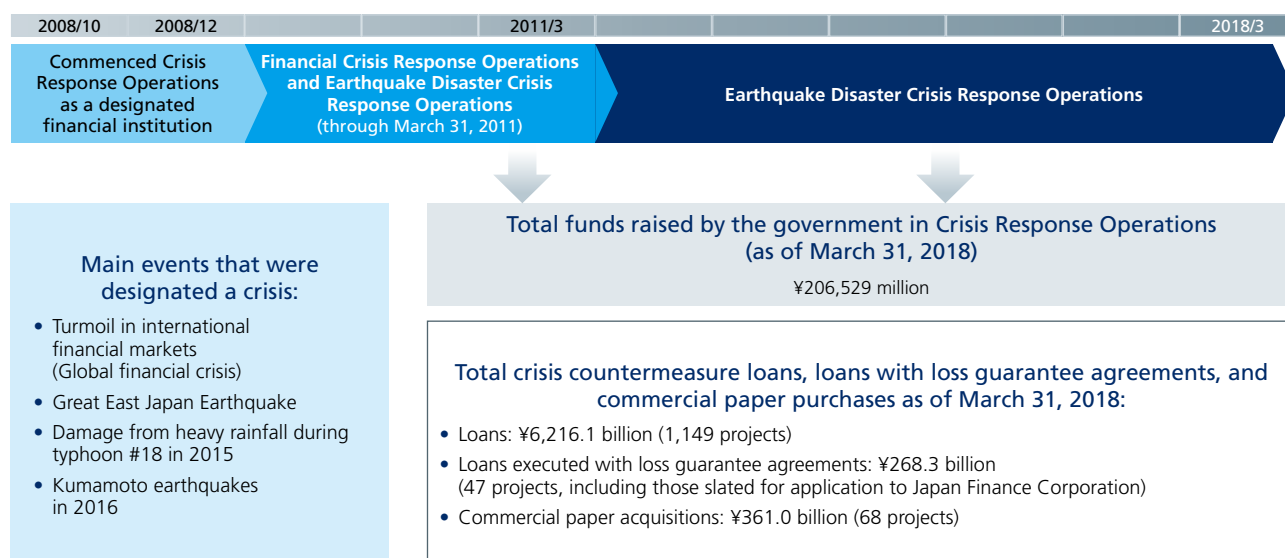 2008/10 2008/12 2011/3 2018/3
Commenced Crisis
Response Operations
as a designated
financial institution
Financial Crisis Response Operations
and Earthquake Disaster Crisis
Response Operations
(through March 31, 2011)
Earthquake Disaster Crisis Response Operations
Main events that were
designated a crisis:
• Turmoil in international
financial markets
(Global financial crisis)
• Great East Japan Earthquake
• Damage from heavy rainfall during
typhoon #18 in 2015
• Kumamoto earthquakes
in 2016
Total funds raised by the government in Crisis Response Operations
(as of March 31, 2018)
¥206,529 million
Total crisis countermeasure loans, loans with loss guarantee agreements, and
commercial paper purchases as of March 31, 2018:
• Loans: ¥6,216.1 billion (1,149 projects)
• Loans executed with loss guarantee agreements: ¥268.3 billion
(47 projects, including those slated for application to Japan Finance Corporation)
• Commercial paper acquisitions: ¥361.0 billion (68 projects)